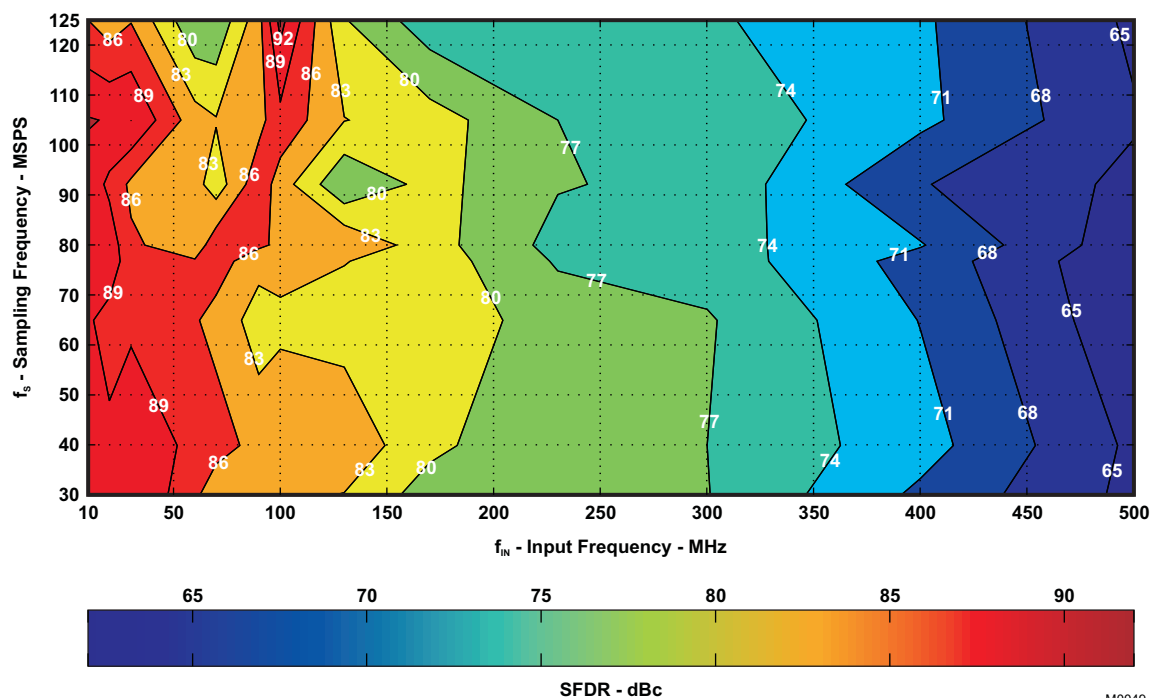 125
120
110
100
90
80
70
60
50
40
30
fS - Sampling Frequency - MSPS
86 80 92 65
83 89 86
83 80 74
89 71 68
77
83 86
86 80
83
86 74 71 68
77
89 80 65
83
89 77 71 68
86 83 80 74 65
10 50 100 150 200 250 300 350 400 450 500
fIN - Input Frequency - MHz
65 70 75 80 85 90
SFDR - dBc